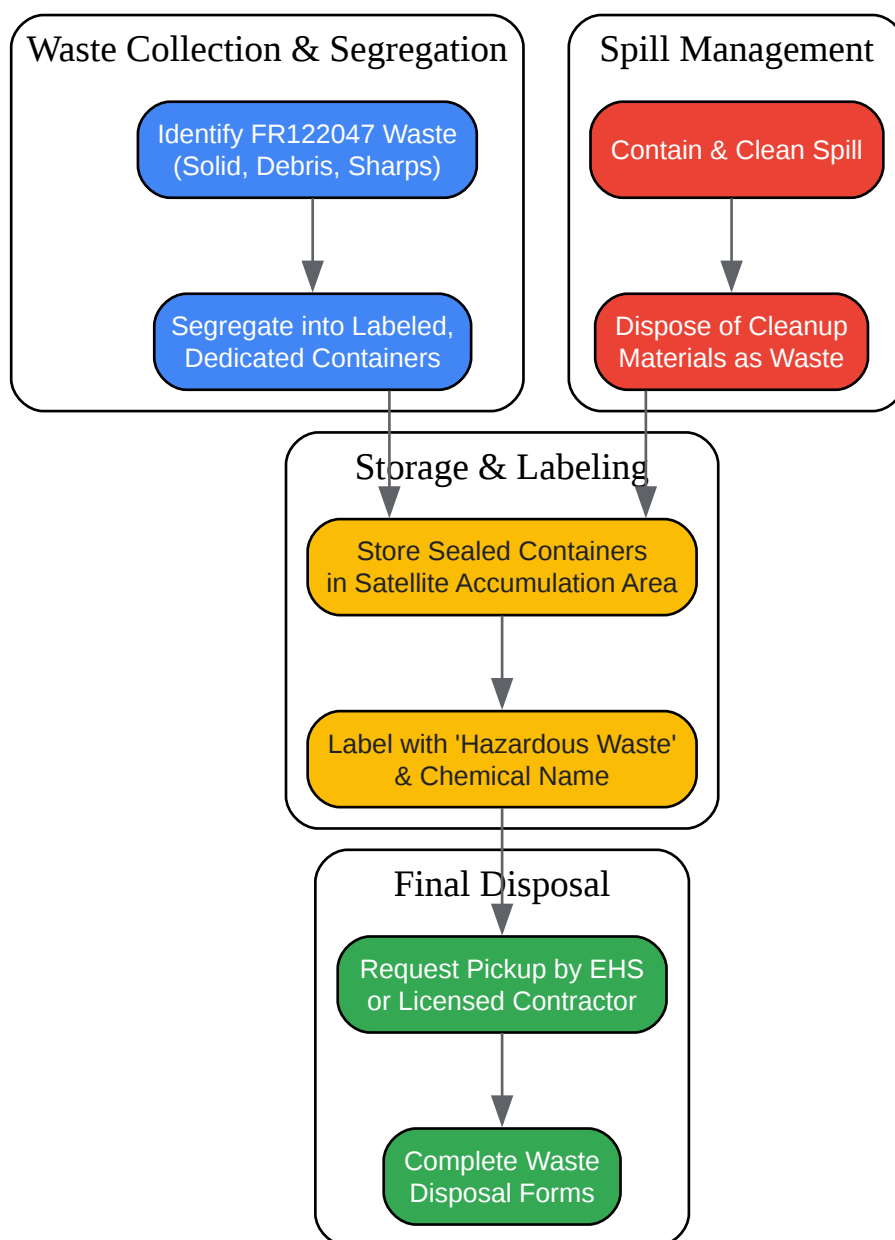 Waste Collection & Segregation
Identify FR122047 Waste
(Solid, Debris, Sharps)
Segregate into Labeled,
Dedicated Containers
Spill Management
Contain & Clean Spill
Dispose of Cleanup
Materials as Waste
Storage & Labeling
Store Sealed Containers
in Satellite Accumulation Area
Label with 'Hazardous Waste'
& Chemical Name
Final Disposal
Request Pickup by EHS
or Licensed Contractor
Complete Waste
Disposal Forms